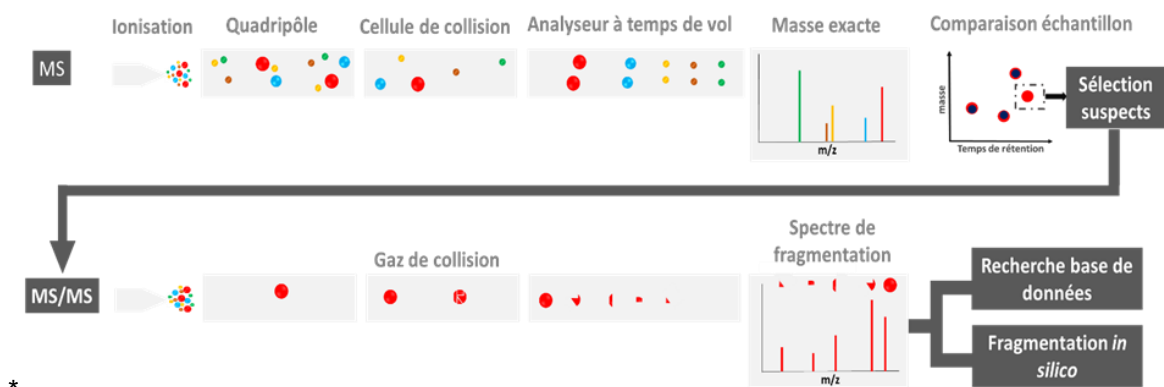 Ionisation
Quadripôle
Cellule de collision
Analyseur à temps de vol
Masse exacte
Comparaison échantillon
MS
masse
m/z
Temps de rétention
Sélection
suspects
MS/MS
Gaz de collision
Spectre de
fragmentation
m/z
Recherche base de
données
Fragmentation in
silico
*